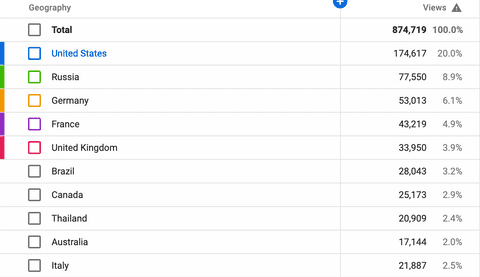 Geography Views
Total 874,719 100.0%
United States 174,617 20.0%
Russia 77,550 8.9%
Germany 53,013 6.1%
France 43,219 4.9%
United Kingdom 33,950 3.9%
Brazil 28,043 3.2%
Canada 25,173 2.9%
Thailand 20,909 2.4%
Australia 17,144 2.0%
Italy 21,887 2.5%